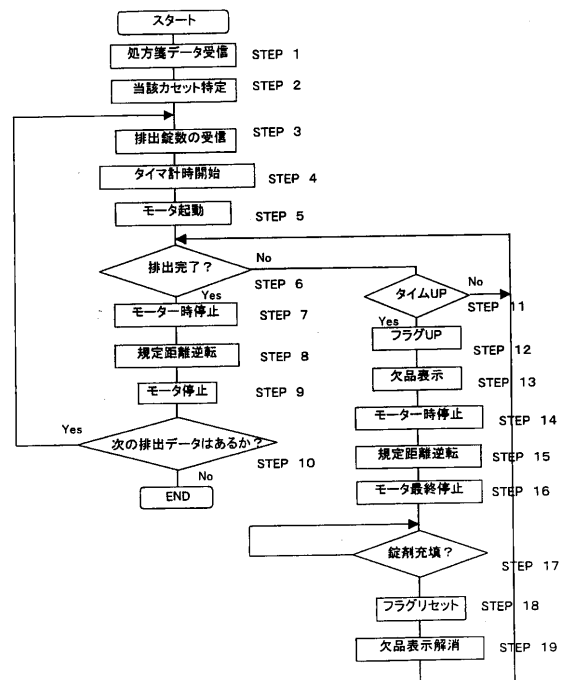 スタート
処方箋データ受信 STEP 1
当該カセット特定 STEP 2
排出錠数の受信 STEP 3
タイマ計時開始 STEP 4
モータ起動 STEP 5
排出完了？ No
STEP 6
Yes
モータ一時停止 STEP 7
規定距離逆転 STEP 8
モータ停止 STEP 9
Yes
次の排出データはあるか？
STEP 10
No
END
タイムUP No
STEP 11
Yes
フラグUP STEP 12
欠品表示 STEP 13
モータ一時停止 STEP 14
規定距離逆転 STEP 15
モータ最終停止 STEP 16
錠剤充填？
STEP 17
フラグリセット STEP 18
欠品表示解消 STEP 19